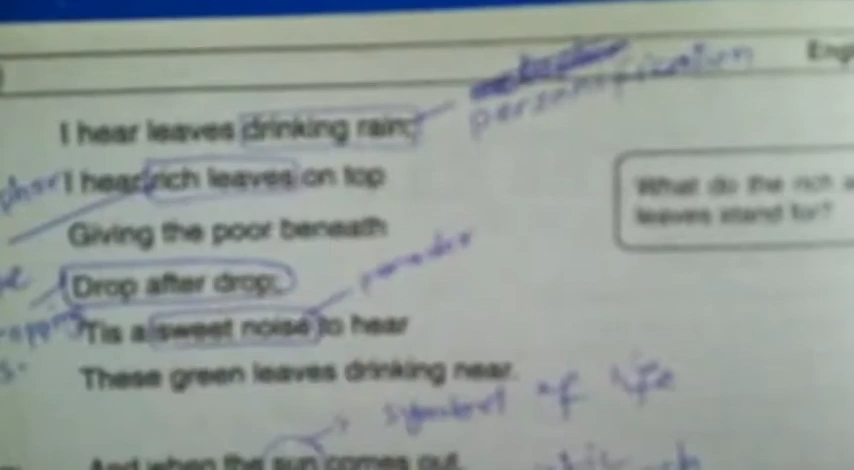 personification
I hear leaves drinking rain;
I hear rich leaves on top
Giving the poor beneath
Drop after drop;
'Tis a sweet noise to hear
These green leaves drinking near.
symbol of life
And when the sun comes out,
What do the rich
leaves stand for?